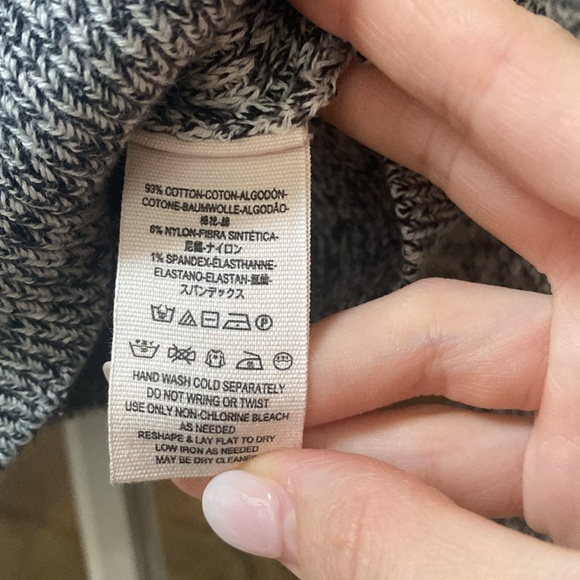 93% COTTON-COTON-ALGODÓN-
COTONE-BAUMWOLLE-ALGODÃO-
棉花-綿
6% NYLON-FIBRA SINTÉTICA-
尼龍-ナイロン
1% SPANDEX-ÉLASTHANNE-
ELASTANO-ELASTAN-
スパンデックス
HAND WASH COLD SEPARATELY
DO NOT WRING OR TWIST
USE ONLY NON-CHLORINE BLEACH
AS NEEDED
RESHAPE & LAY FLAT TO DRY
LOW IRON AS NEEDED
MAY BE DRY CLEANED